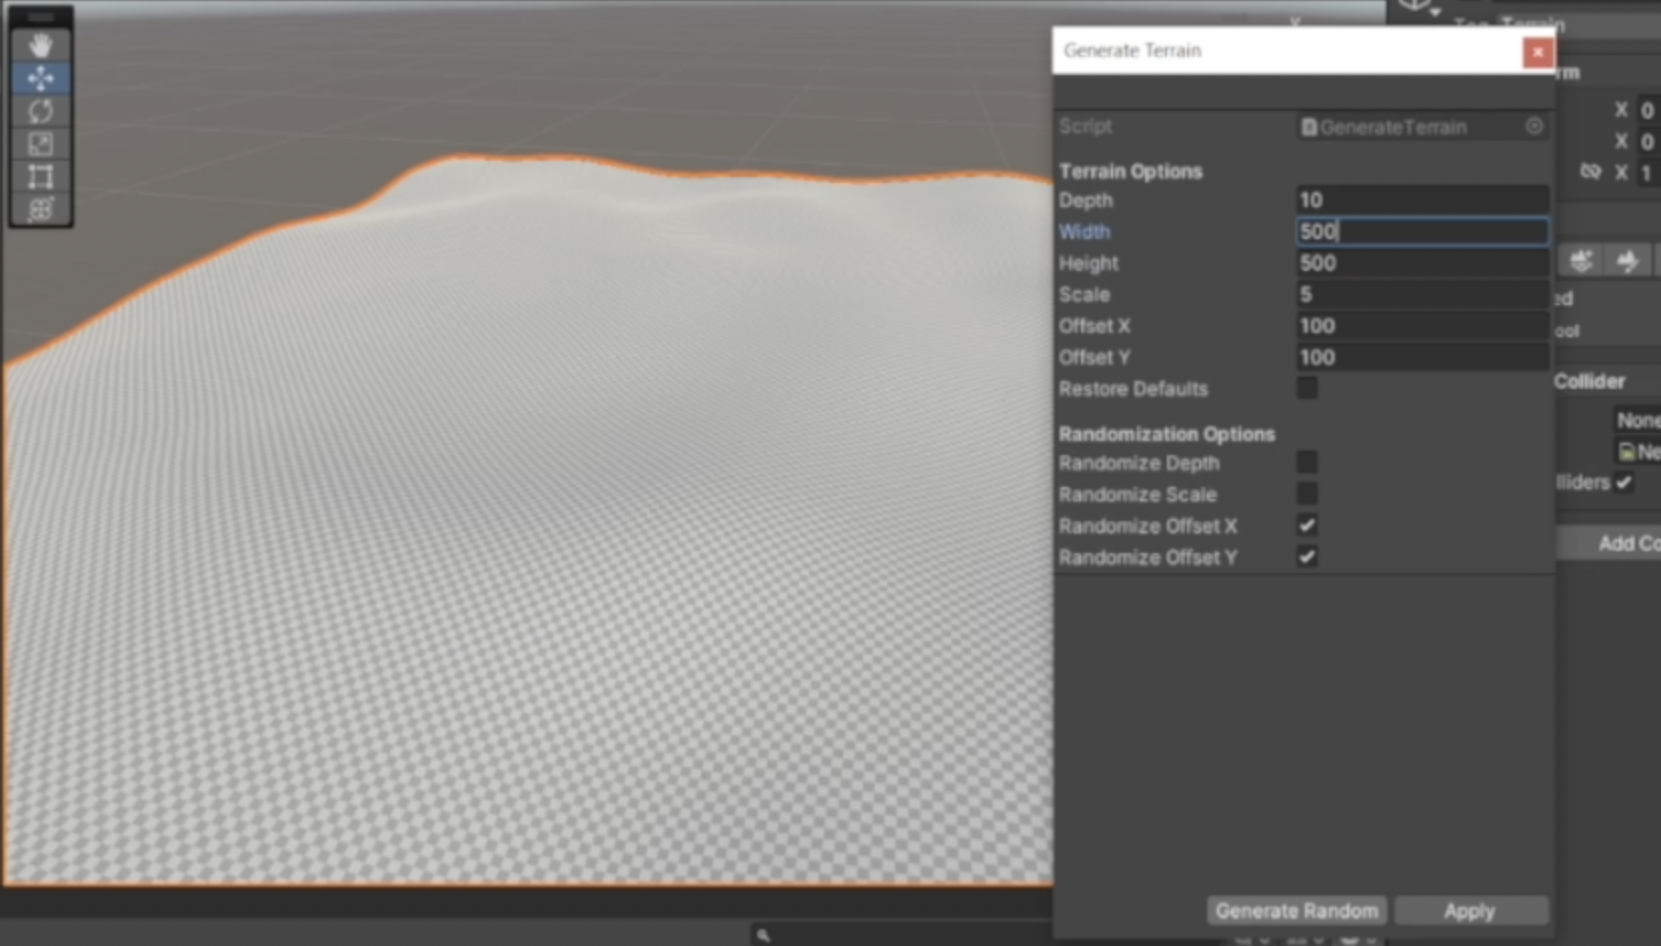 Generate Terrain
Terrain
Script GenerateTerrain
Terrain Options
Depth 10
Width 500
Height 500
Scale 5
Offset X 100
Offset Y 100
Restore Defaults
Randomization Options
Randomize Depth
Randomize Scale
Randomize Offset X
Randomize Offset Y
Generate Random Apply
rm
X 0
X 0
X 1
ed
ool
Collider
None
Ne
lliders
Add Co